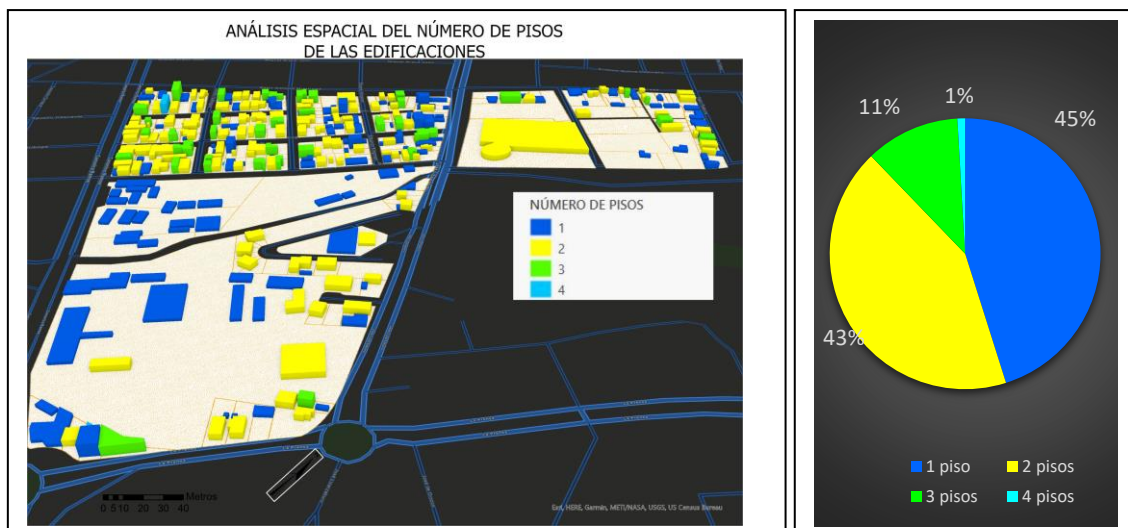 ANÁLISIS ESPACIAL DEL NÚMERO DE PISOS
DE LAS EDIFICACIONES
NÚMERO DE PISOS
1
2
3
4
Metros
0 5 10 20 30 40
Esri, HERE, Garmin, METI/NASA, USGS, US Census Bureau
11%
1%
45%
43%
1 piso
2 pisos
3 pisos
4 pisos